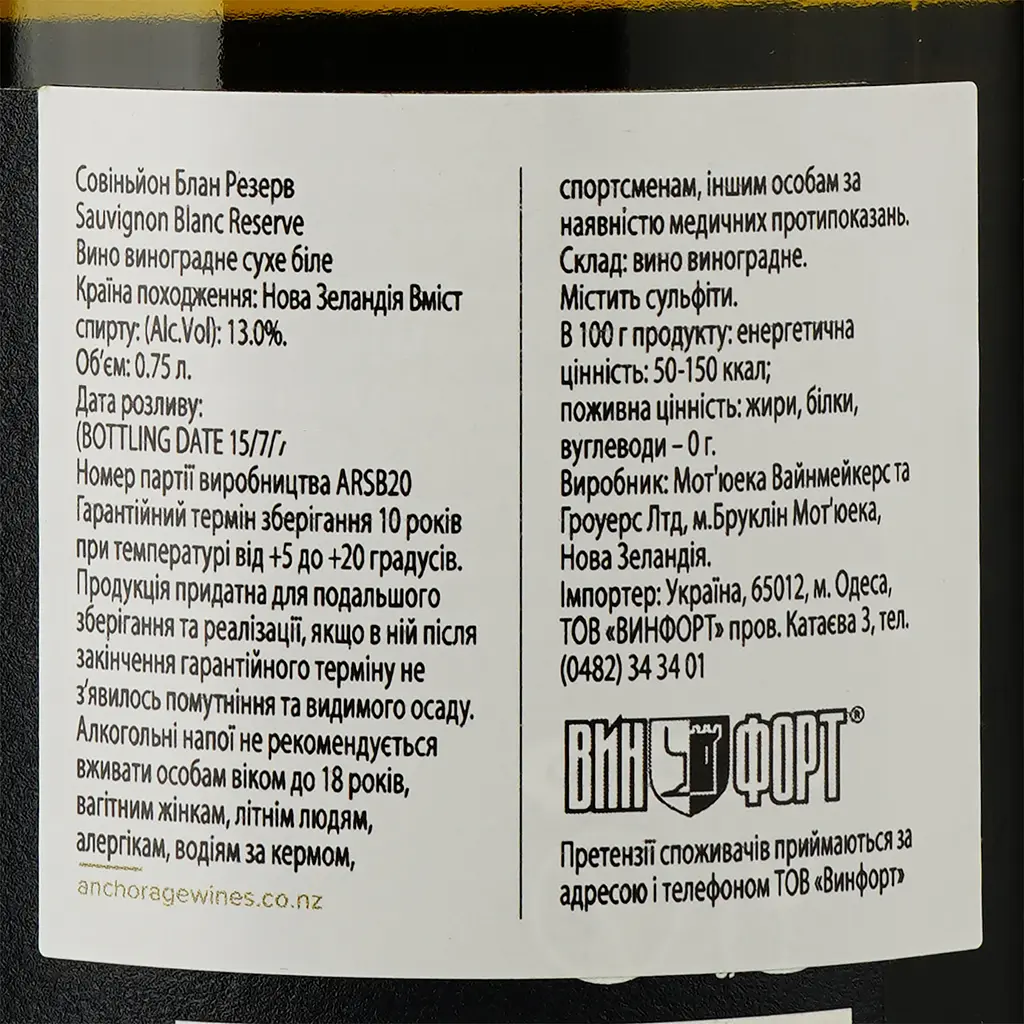 Совіньйон Блан Резерв
Sauvignon Blanc Reserve
Вино виноградне сухе біле
Країна походження: Нова Зеландія Вміст
спирту: (Alc.Vol): 13.0%.
Об'єм: 0.75 л.
Дата розливу:
(BOTTLING DATE
Номер партії виробництва ARSB20
Гарантійний термін зберігання 10 років
при температурі від +5 до +20 градусів.
Продукція придатна для подальшого
зберігання та реалізації, якщо в ній після
закінчення гарантійного терміну не
з'явилось помутніння та видимого осаду.
Алкогольні напої не рекомендується
вживати особам віком до 18 років,
вагітним жінкам, літнім людям,
алергікам, водіям за кермом,
anchoragewines.co.nz
спортсменам, іншим особам за
наявністю медичних протипоказань.
Склад: вино виноградне.
Містить сульфіти.
В 100 г продукту: енергетична
цінність: 50-150 ккал;
поживна цінність: жири, білки,
вуглеводи – 0 г.
Виробник: Мот'юека Вайнмейкерс та
Гроуерс Лтд, м.Бруклін Мот'юека,
Нова Зеландія.
Імпортер: Україна, 65012, м. Одеса,
ТОВ «ВИНФОРТ» пров. Катаєва 3, тел.
(0482) 34 34 01
ВИН ФОРТ®
Претензії споживачів приймаються за
адресою і телефоном ТОВ «Винфорт»